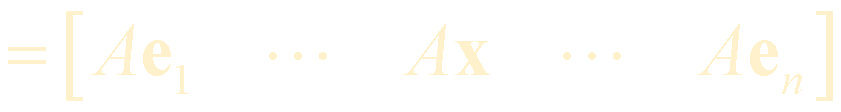 = [ Ae₁ ⋯ Ax ⋯ Aeₙ ]